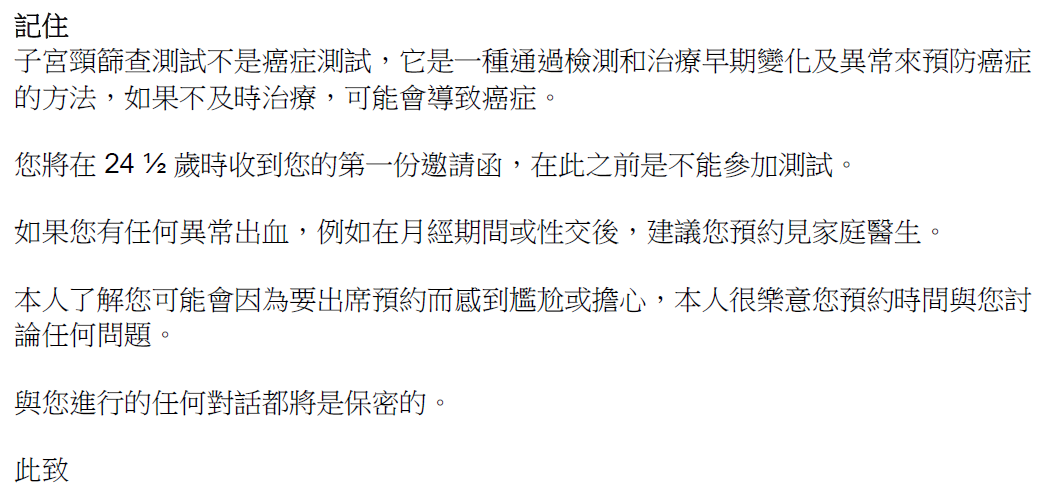 記住
子宮頸篩查測試不是癌症測試，它是一種通過檢測和治療早期變化及異常來預防癌症
的方法，如果不及時治療，可能會導致癌症。
您將在 24 ½ 歲時收到您的第一份邀請函，在此之前是不能參加測試。
如果您有任何異常出血，例如在月經期間或性交後，建議您預約見家庭醫生。
本人了解您可能會因為要出席預約而感到尷尬或擔心，本人很樂意您預約時間與您討
論任何問題。
與您進行的任何對話都將是保密的。
此致